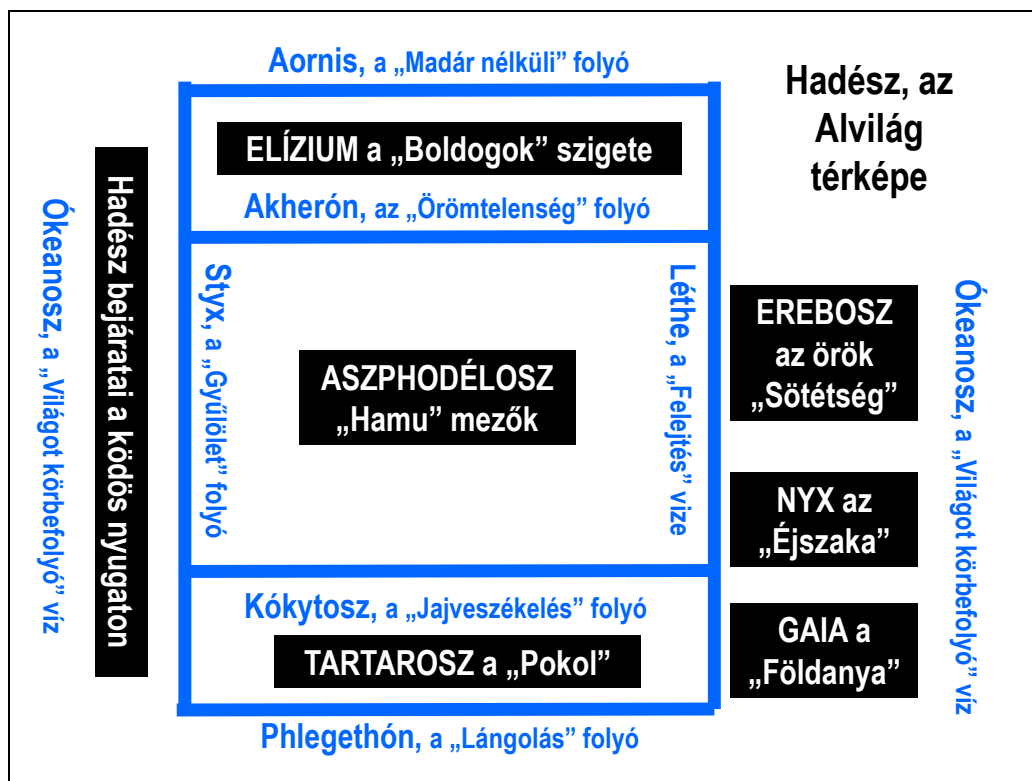 Aornis, a „Madár nélküli” folyó
Hadész, az
Alvilág
térképe
ELÍZIUM a „Boldogok” szigete
Akherón, az „Örömtelenség” folyó
Ókeanosz, a „Világot körbefolyó” víz
Hadész bejáratai a ködös nyugaton
Styx, a „Gyűlölet” folyó
ASZPHODÉLOSZ
„Hamu” mezők
Léthe, a „Felejtés” vize
EREBOSZ
az örök
„Sötétség”
NYX az
„Éjszaka”
GAIA a
„Földanya”
Ókeanosz, a „Világot körbefolyó” víz
Kókytosz, a „Jajveszékelés” folyó
TARTAROSZ a „Pokol”
Phlegethón, a „Lángolás” folyó